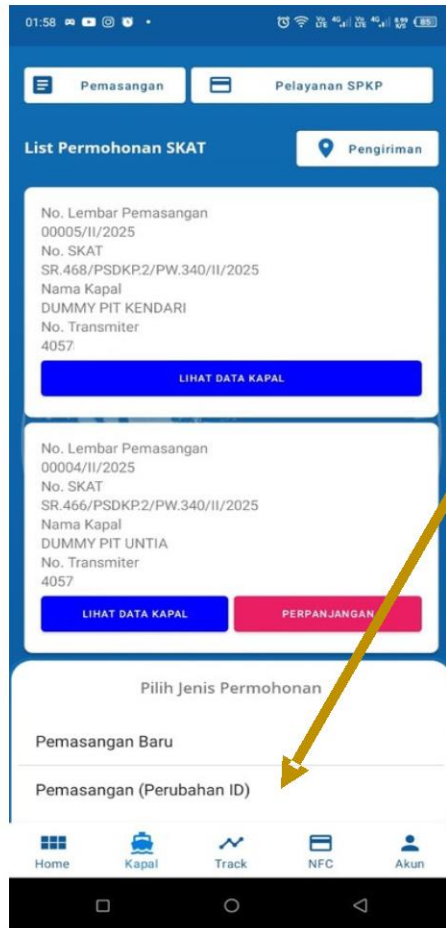 01:58
Pemasangan
Pelayanan SPKP
List Permohonan SKAT
Pengiriman
No. Lembar Pemasangan
00005/II/2025
No. SKAT
SR.468/PSDKP.2/PW.340/II/2025
Nama Kapal
DUMMY PIT KENDARI
No. Transmiter
4057
LIHAT DATA KAPAL
No. Lembar Pemasangan
00004/II/2025
No. SKAT
SR.466/PSDKP.2/PW.340/II/2025
Nama Kapal
DUMMY PIT UNTIA
No. Transmiter
4057
LIHAT DATA KAPAL PERPANJANGAN
Pilih Jenis Permohonan
Pemasangan Baru
Pemasangan (Perubahan ID)
Home Kapal Track NFC Akun